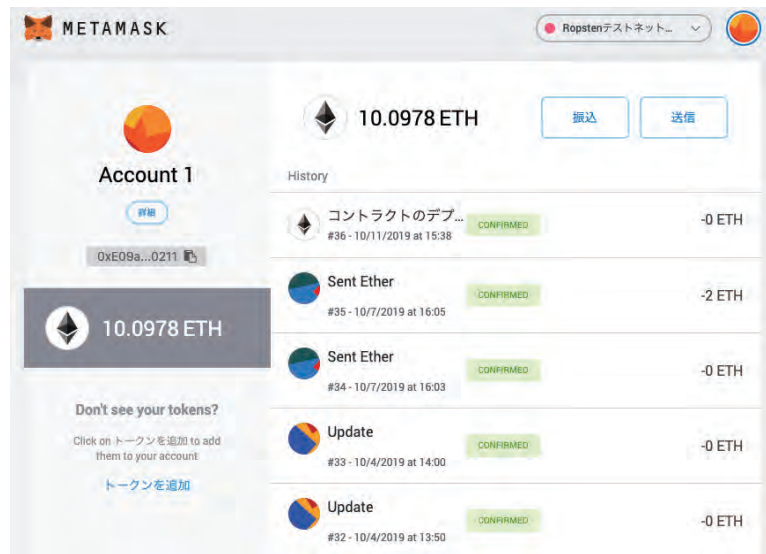 METAMASK
Ropstenテストネット...
Account 1
詳細
0xE09a...0211
10.0978 ETH
Don't see your tokens?
Click on トークンを追加 to add
them to your account
トークンを追加
10.0978 ETH
振込
送信
History
コントラクトのデプ...
#36 - 10/11/2019 at 15:38
CONFIRMED
-0 ETH
Sent Ether
#35 - 10/7/2019 at 16:05
CONFIRMED
-2 ETH
Sent Ether
#34 - 10/7/2019 at 16:03
CONFIRMED
-0 ETH
Update
#33 - 10/4/2019 at 14:00
CONFIRMED
-0 ETH
Update
#32 - 10/4/2019 at 13:50
CONFIRMED
-0 ETH